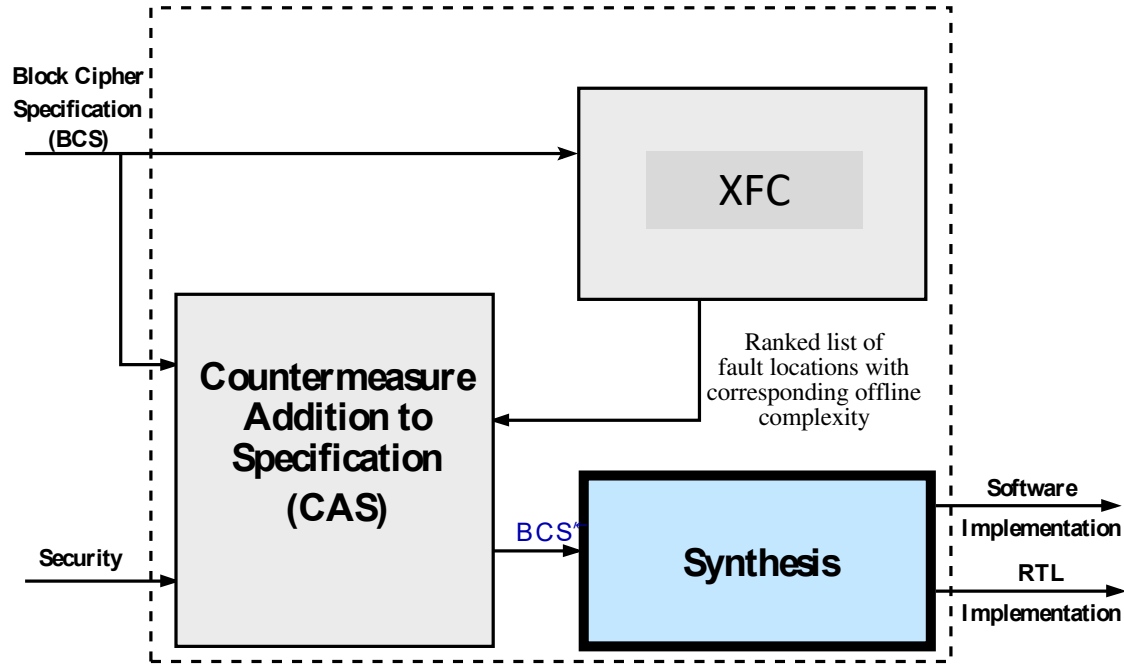 Block Cipher
Specification
(BCS)
XFC
Ranked list of
fault locations with
corresponding offline
complexity
Countermeasure
Addition to
Specification
(CAS)
Security
BCS
Synthesis
Software
Implementation
RTL
Implementation